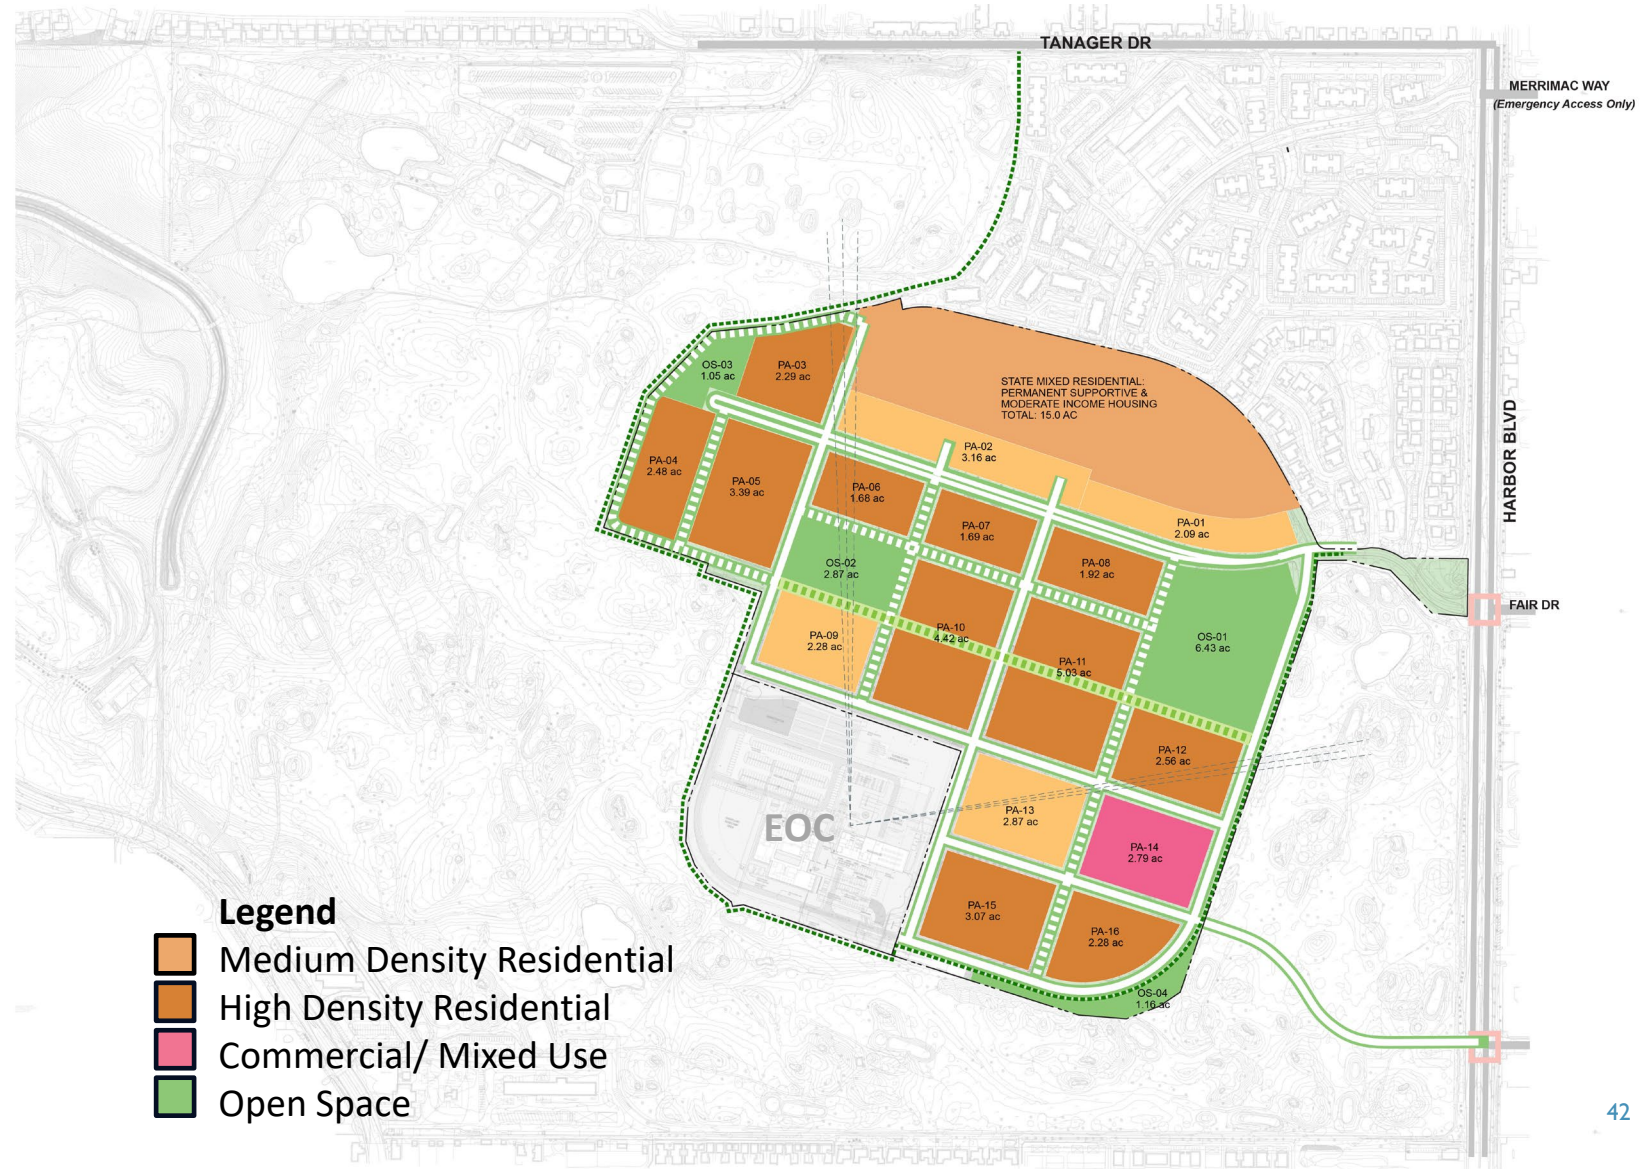 TANAGER DR
MERRIMAC WAY
(Emergency Access Only)
OS-03
1.05 ac
PA-03
2.29 ac
STATE MIXED RESIDENTIAL:
PERMANENT SUPPORTIVE &
MODERATE INCOME HOUSING
TOTAL: 15.0 AC
HARBOR BLVD
PA-04
2.48 ac
PA-05
3.39 ac
PA-02
3.16 ac
PA-06
1.68 ac
PA-07
1.69 ac
PA-01
2.09 ac
OS-02
2.87 ac
PA-08
1.92 ac
FAIR DR
PA-09
2.28 ac
PA-10
4.42 ac
PA-11
5.03 ac
OS-01
6.43 ac
PA-12
2.56 ac
EOC
PA-13
2.87 ac
PA-14
2.79 ac
PA-15
3.07 ac
PA-16
2.28 ac
OS-04
1.16 ac
Legend
Medium Density Residential
High Density Residential
Commercial/ Mixed Use
Open Space
42